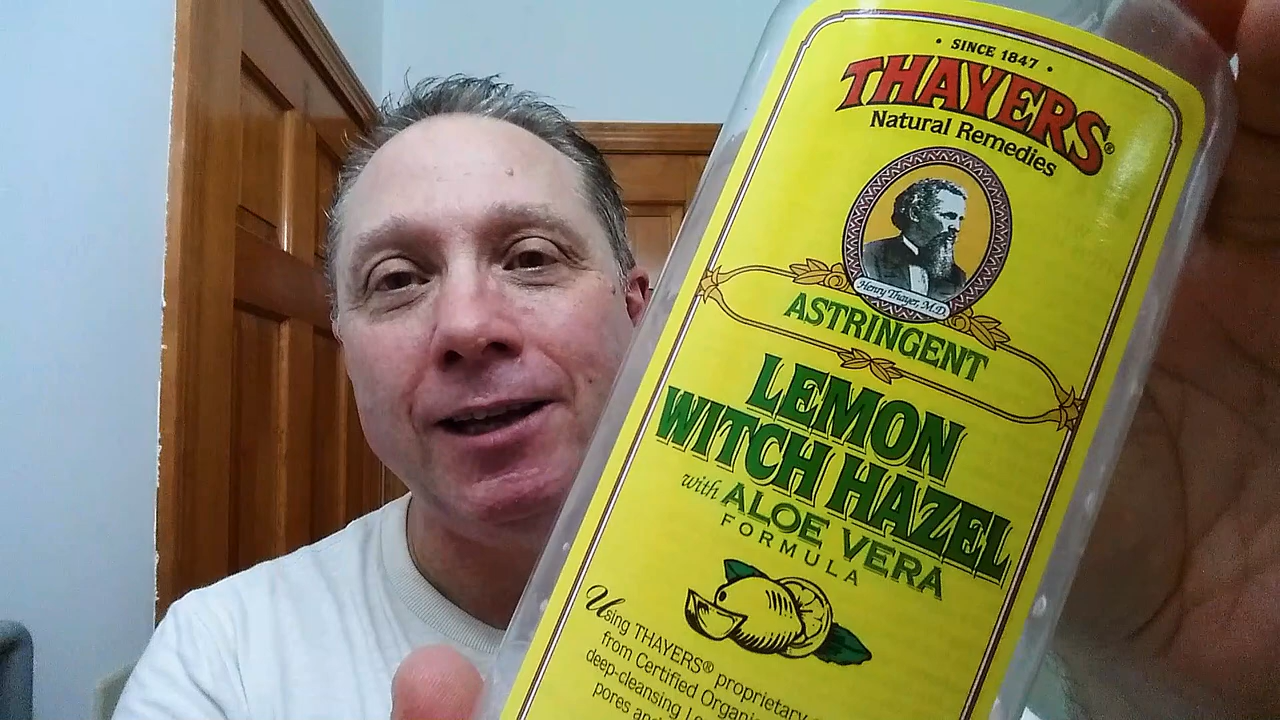 • SINCE 1847 •
THAYERS®
Natural Remedies
Henry Thayer, M.D.
ASTRINGENT
LEMON
WITCH HAZEL
with ALOE VERA
FORMULA
Using THAYERS® proprietary
from Certified Organic
deep-cleansing
pores and